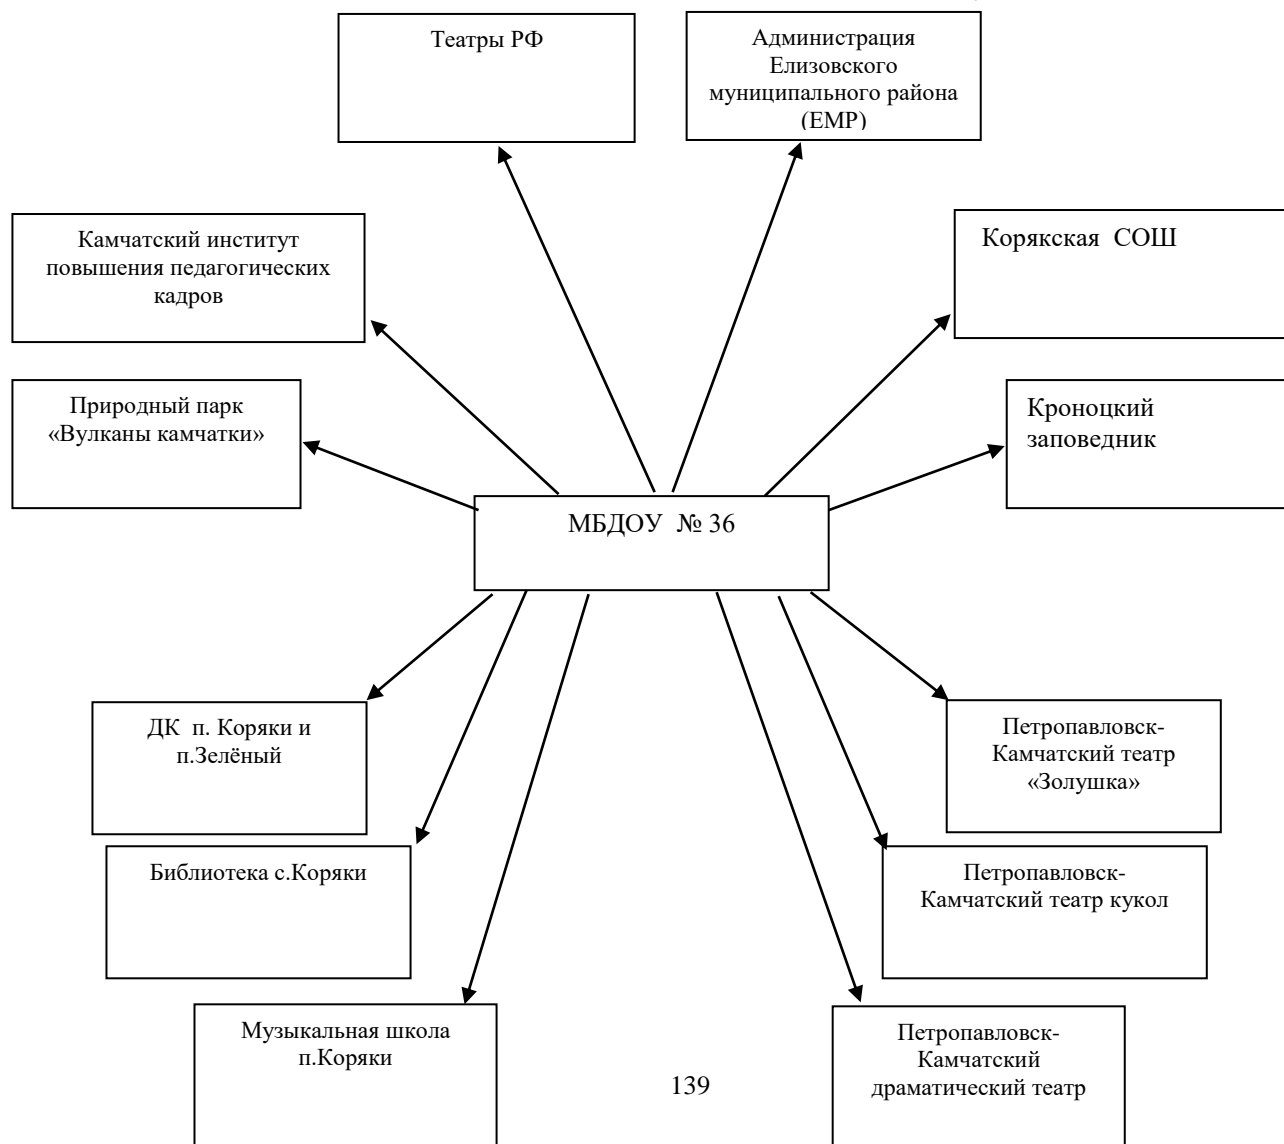 Театры РФ
Администрация
Елизовского
муниципального района
(ЕМР)
Камчатский институт
повышения педагогических
кадров
Корякская СОШ
Природный парк
«Вулканы камчатки»
Кроноцкий
заповедник
МБДОУ № 36
ДК п. Коряки и
п.Зелёный
Петропавловск-
Камчатский театр
«Золушка»
Библиотека с.Коряки
Петропавловск-
Камчатский театр кукол
Музыкальная школа
п.Коряки
Петропавловск-
Камчатский
драматический театр
139